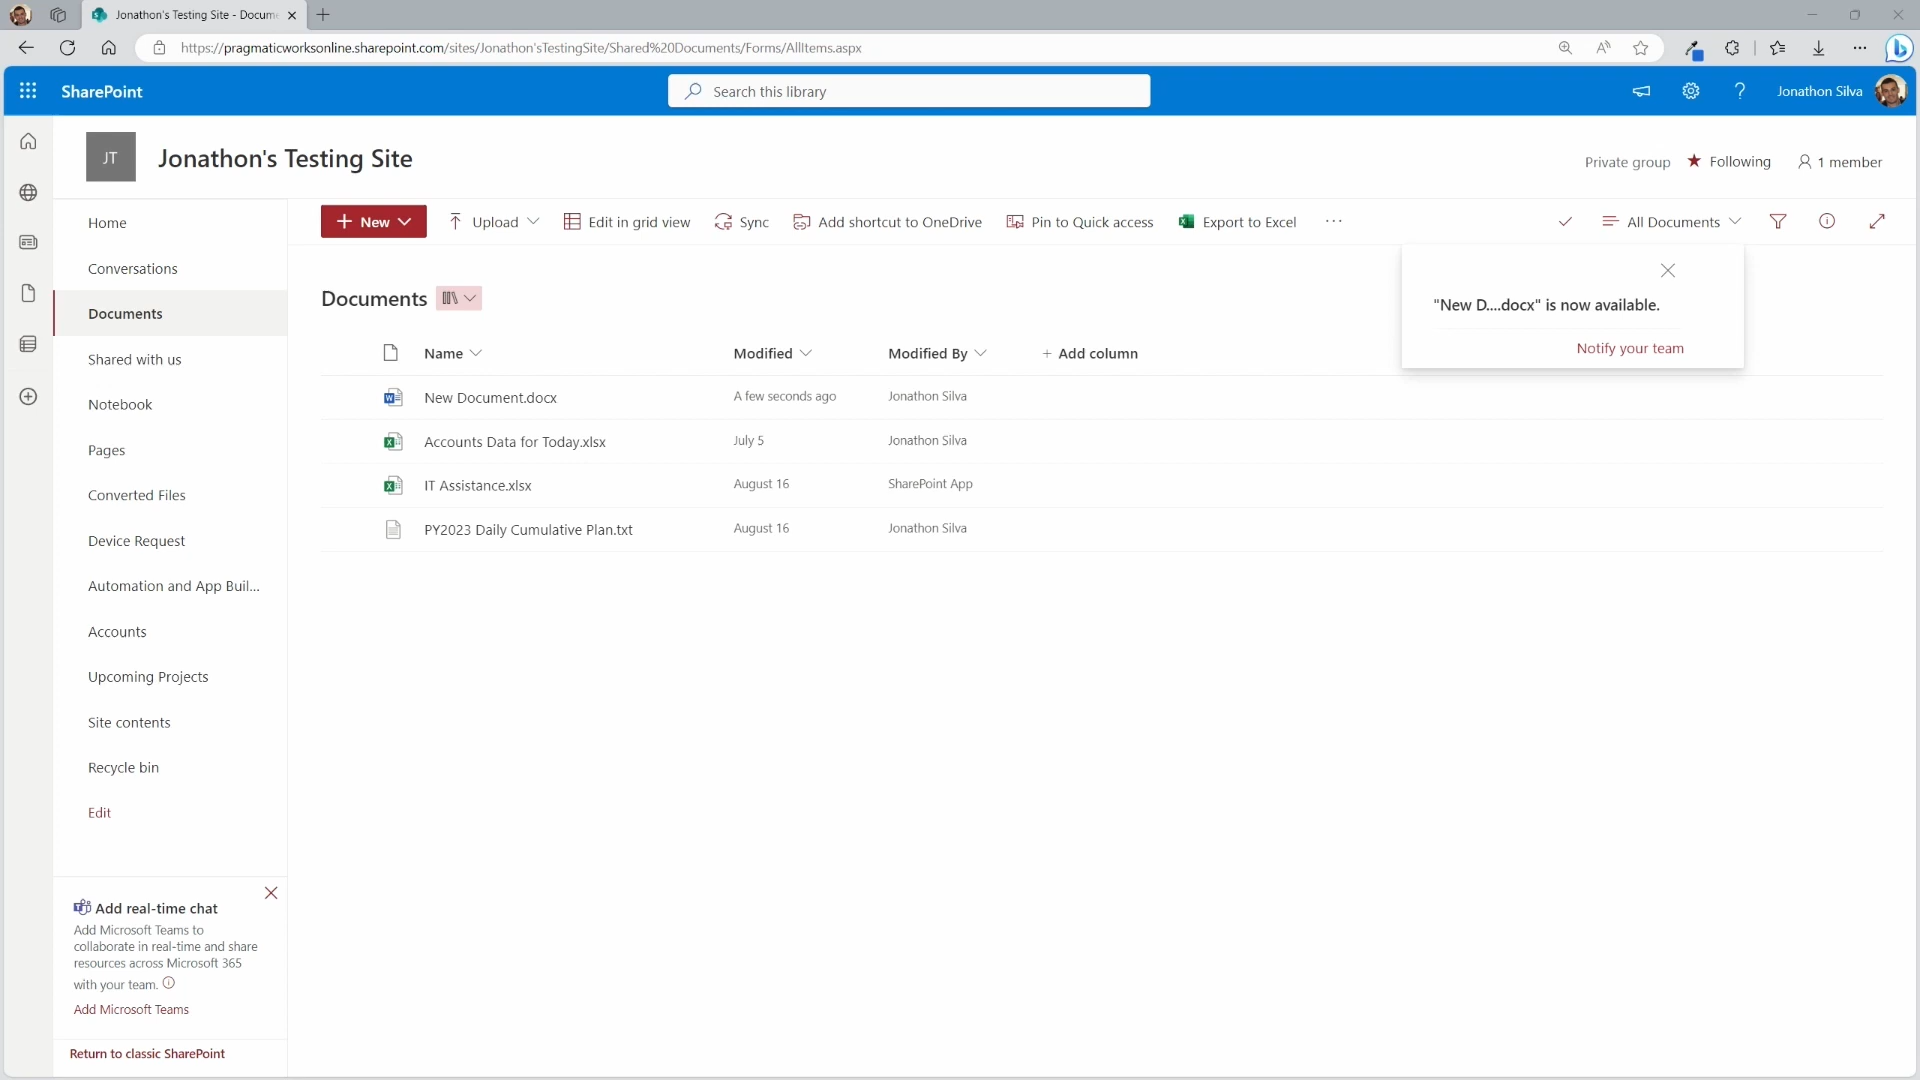 Jonathon's Testing Site - Docum
https://pragmaticworksonline.sharepoint.com/sites/Jonathon'sTestingSite/Shared%20Documents/Forms/AllItems.aspx
SharePoint
Search this library
Jonathon Silva
JT
Jonathon's Testing Site
Private group
Following
1 member
New
Upload
Edit in grid view
Sync
Add shortcut to OneDrive
Pin to Quick access
Export to Excel
All Documents
Home
Conversations
Documents
Shared with us
Notebook
Pages
Converted Files
Device Request
Automation and App Buil...
Accounts
Upcoming Projects
Site contents
Recycle bin
Edit
Documents
"New D....docx" is now available.
Notify your team
Name
Modified
Modified By
+ Add column
New Document.docx
A few seconds ago
Jonathon Silva
Accounts Data for Today.xlsx
July 5
Jonathon Silva
IT Assistance.xlsx
August 16
SharePoint App
PY2023 Daily Cumulative Plan.txt
August 16
Jonathon Silva
Add real-time chat
Add Microsoft Teams to
collaborate in real-time and share
resources across Microsoft 365
with your team.
Add Microsoft Teams
Return to classic SharePoint